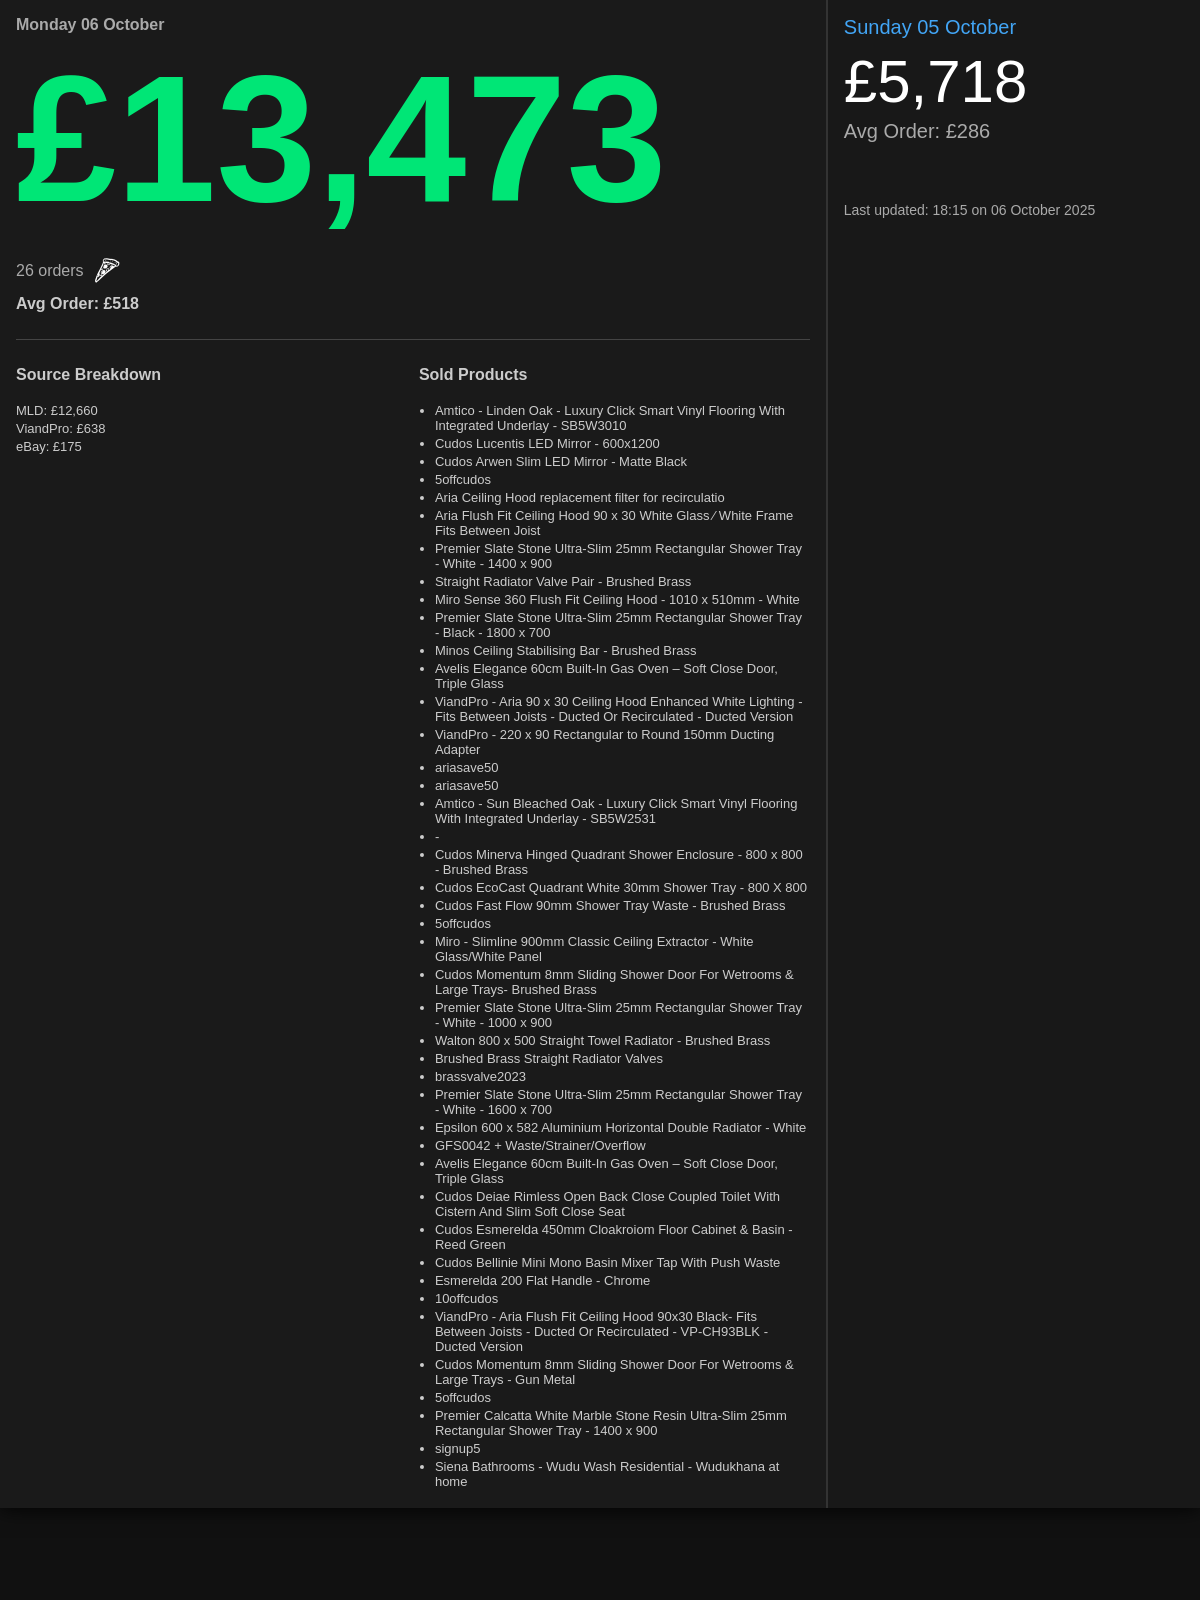 Monday 06 October
£13,473
26 orders
Avg Order: £518
Source Breakdown
MLD: £12,660
ViandPro: £638
eBay: £175
Sold Products
Amtico - Linden Oak - Luxury Click Smart Vinyl Flooring With
Integrated Underlay - SB5W3010
Cudos Lucentis LED Mirror - 600x1200
Cudos Arwen Slim LED Mirror - Matte Black
5offcudos
Aria Ceiling Hood replacement filter for recirculatio
Aria Flush Fit Ceiling Hood 90 x 30 White Glass ⁄ White Frame
Fits Between Joist
Premier Slate Stone Ultra-Slim 25mm Rectangular Shower Tray
- White - 1400 x 900
Straight Radiator Valve Pair - Brushed Brass
Miro Sense 360 Flush Fit Ceiling Hood - 1010 x 510mm - White
Premier Slate Stone Ultra-Slim 25mm Rectangular Shower Tray
- Black - 1800 x 700
Minos Ceiling Stabilising Bar - Brushed Brass
Avelis Elegance 60cm Built-In Gas Oven – Soft Close Door,
Triple Glass
ViandPro - Aria 90 x 30 Ceiling Hood Enhanced White Lighting -
Fits Between Joists - Ducted Or Recirculated - Ducted Version
ViandPro - 220 x 90 Rectangular to Round 150mm Ducting
Adapter
ariasave50
ariasave50
Amtico - Sun Bleached Oak - Luxury Click Smart Vinyl Flooring
With Integrated Underlay - SB5W2531
-
Cudos Minerva Hinged Quadrant Shower Enclosure - 800 x 800
- Brushed Brass
Cudos EcoCast Quadrant White 30mm Shower Tray - 800 X 800
Cudos Fast Flow 90mm Shower Tray Waste - Brushed Brass
5offcudos
Miro - Slimline 900mm Classic Ceiling Extractor - White
Glass/White Panel
Cudos Momentum 8mm Sliding Shower Door For Wetrooms &
Large Trays- Brushed Brass
Premier Slate Stone Ultra-Slim 25mm Rectangular Shower Tray
- White - 1000 x 900
Walton 800 x 500 Straight Towel Radiator - Brushed Brass
Brushed Brass Straight Radiator Valves
brassvalve2023
Premier Slate Stone Ultra-Slim 25mm Rectangular Shower Tray
- White - 1600 x 700
Epsilon 600 x 582 Aluminium Horizontal Double Radiator - White
GFS0042 + Waste/Strainer/Overflow
Avelis Elegance 60cm Built-In Gas Oven – Soft Close Door,
Triple Glass
Cudos Deiae Rimless Open Back Close Coupled Toilet With
Cistern And Slim Soft Close Seat
Cudos Esmerelda 450mm Cloakroiom Floor Cabinet & Basin -
Reed Green
Cudos Bellinie Mini Mono Basin Mixer Tap With Push Waste
Esmerelda 200 Flat Handle - Chrome
10offcudos
ViandPro - Aria Flush Fit Ceiling Hood 90x30 Black- Fits
Between Joists - Ducted Or Recirculated - VP-CH93BLK -
Ducted Version
Cudos Momentum 8mm Sliding Shower Door For Wetrooms &
Large Trays - Gun Metal
5offcudos
Premier Calcatta White Marble Stone Resin Ultra-Slim 25mm
Rectangular Shower Tray - 1400 x 900
signup5
Siena Bathrooms - Wudu Wash Residential - Wudukhana at
home
Sunday 05 October
£5,718
Avg Order: £286
Last updated: 18:15 on 06 October 2025